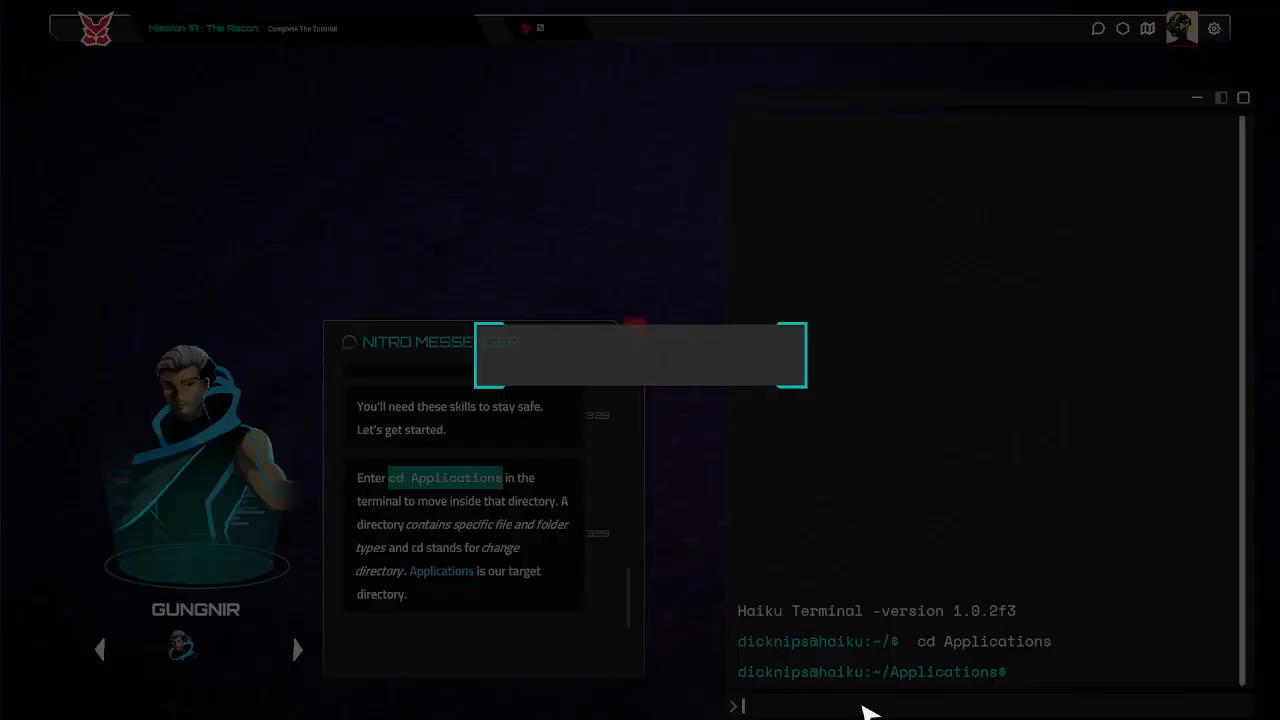 Mission 1A : The Recon Complete The Tutorial
NITRO MESSENGER
You'll need these skills to stay safe.
Let's get started.
329
Enter cd Applications in the
terminal to move inside that directory. A
directory contains specific file and folder
types and cd stands for change
directory. Applications is our target
directory.
329
GUNGNIR
Haiku Terminal -version 1.0.2f3
dicknips@haiku:~/$ cd Applications
dicknips@haiku:~/Applications$
>